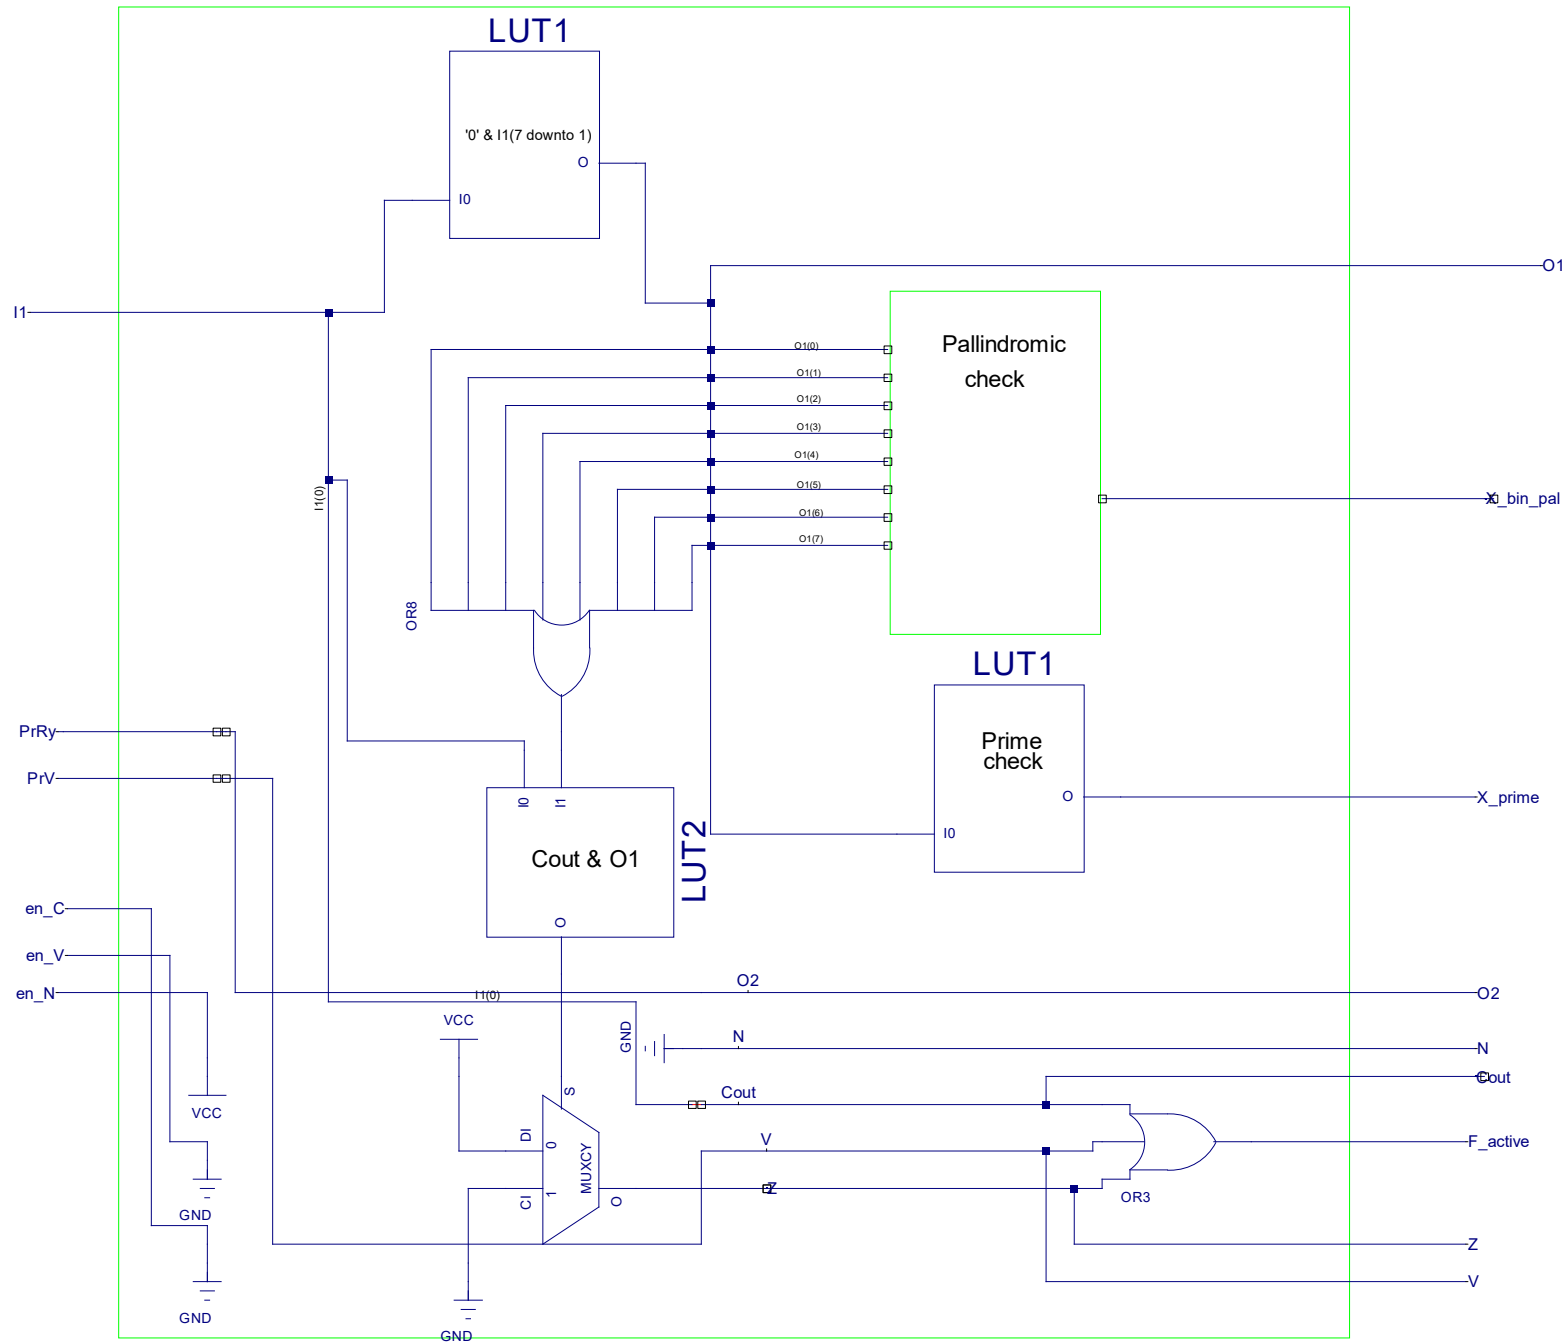 LUT1
'0' & I1(7 downto 1)
O
I0
O1
I1
Pallindromic
check
O1(0)
O1(1)
O1(2)
O1(3)
O1(4)
O1(5)
O1(6)
O1(7)
I1(0)
X_bin_pal
OR8
LUT1
Prime
check
O
I0
X_prime
PrRy
PrV
I0
I1
Cout & O1
O
LUT2
en_C
en_V
en_N
O2
O2
I1(0)
VCC
GND
N
N
Cout
Cout
VCC
S
DI
0
MUXCY
CI
1
O
V
F_active
Z
OR3
GND
Z
V
GND
GND